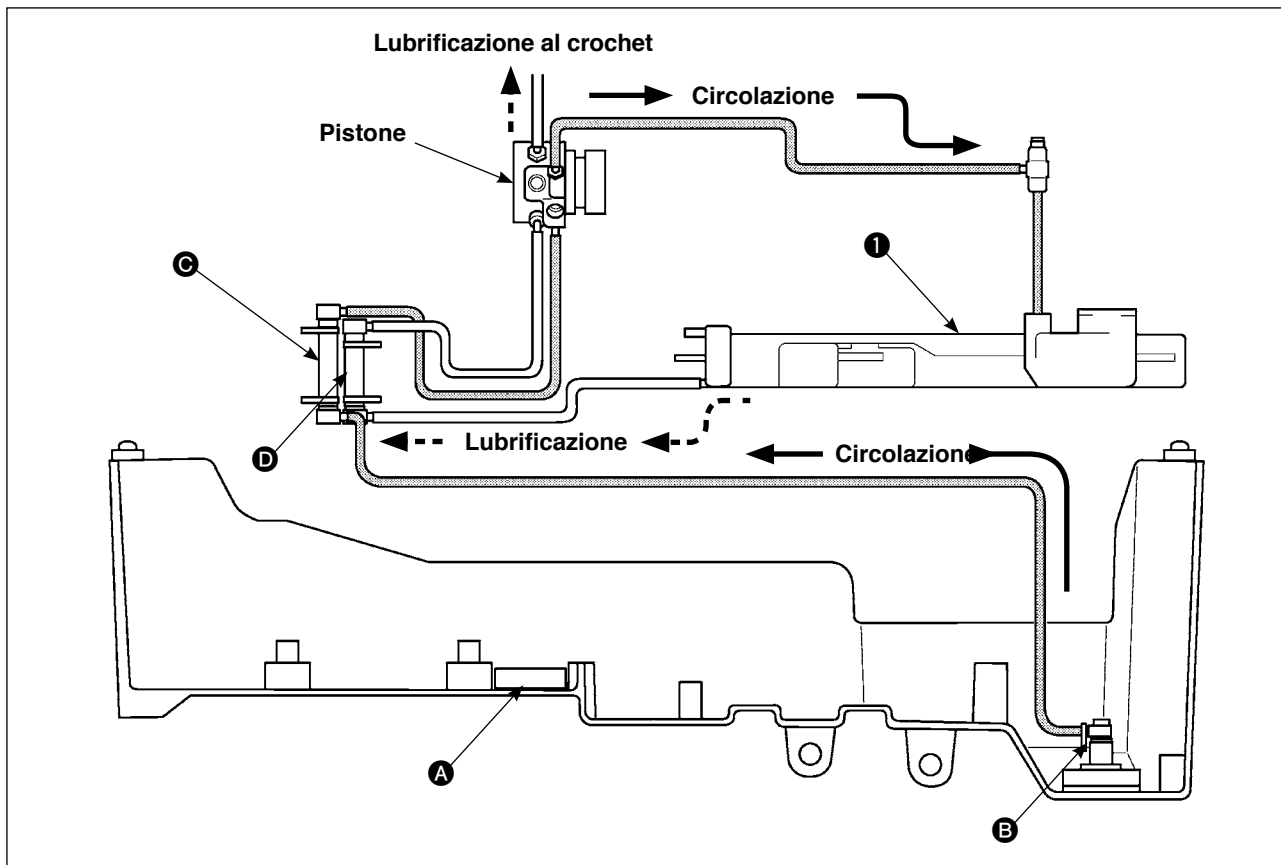 Lubrificazione al crochet
Circolazione
Pistone
C
1
D
Lubrificazione
Circolazione
A
B